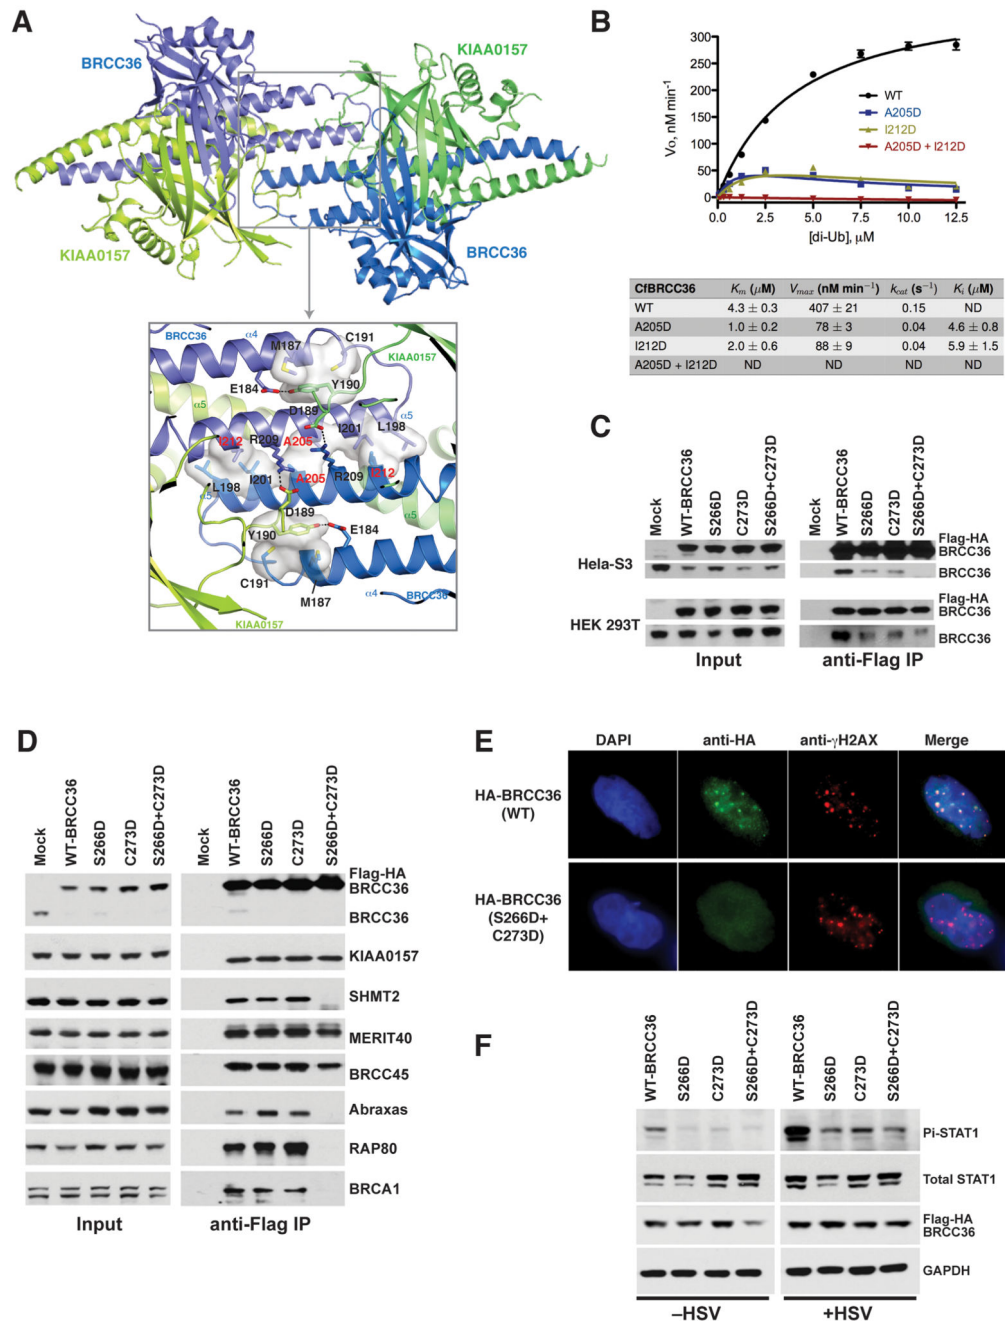 A
BRCC36
KIAA0157
KIAA0157
BRCC36
BRCC36
α4
M187
C191
KIAA0157
E184
Y190
α5
D189
α5
I201
L198
I212
R209
A205
L198
I201
A205
R209
I212
α5
D189
α5
Y190
E184
C191
M187
BRCC36
α4
KIAA0157
B
Vo, nM min⁻¹
300
250
200
150
100
50
0
0.0 2.5 5.0 7.5 10.0 12.5
[di-Ub], μM
WT
A205D
I212D
A205D + I212D
CfBRCC36 Km (μM) Vmax (nM min⁻¹) kcat (s⁻¹) Ki (μM)
WT 4.3 ± 0.3 407 ± 21 0.15 ND
A205D 1.0 ± 0.2 78 ± 3 0.04 4.6 ± 0.8
I212D 2.0 ± 0.6 88 ± 9 0.04 5.9 ± 1.5
A205D + I212D ND ND ND ND
C
Mock WT-BRCC36 S266D C273D S266D+C273D
Mock WT-BRCC36 S266D C273D S266D+C273D
Hela-S3
Flag-HA
BRCC36
BRCC36
HEK 293T
Flag-HA
BRCC36
BRCC36
Input
anti-Flag IP
D
Mock WT-BRCC36 S266D C273D S266D+C273D
Mock WT-BRCC36 S266D C273D S266D+C273D
Flag-HA
BRCC36
BRCC36
KIAA0157
SHMT2
MERIT40
BRCC45
Abraxas
RAP80
BRCA1
Input
anti-Flag IP
E
DAPI anti-HA anti-γH2AX Merge
HA-BRCC36
(WT)
HA-BRCC36
(S266D+
C273D)
F
WT-BRCC36 S266D C273D S266D+C273D
WT-BRCC36 S266D C273D S266D+C273D
Pi-STAT1
Total STAT1
Flag-HA
BRCC36
GAPDH
–HSV
+HSV